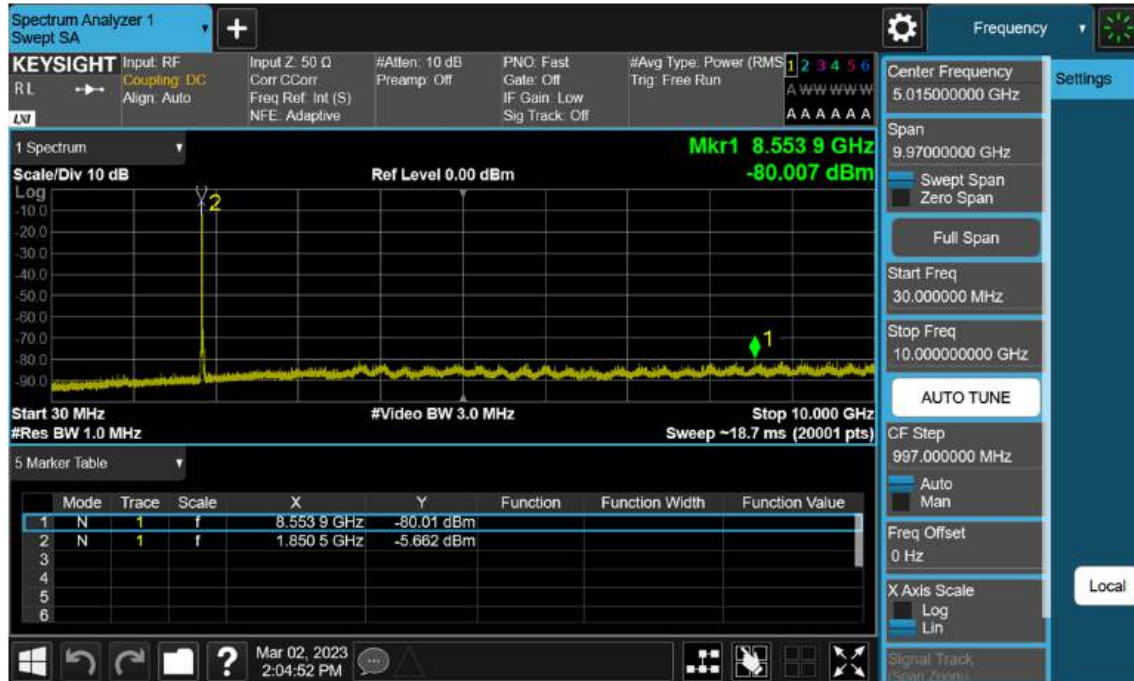 Spectrum Analyzer 1
Swept SA
+
Frequency
KEYSIGHT
RL
LXI
Input: RF
Coupling: DC
Align: Auto
Input Z: 50 Ω
Corr CCorr
Freq Ref: Int (S)
NFE: Adaptive
#Atten: 10 dB
Preamp: Off
PNO: Fast
Gate: Off
IF Gain: Low
Sig Track: Off
#Avg Type: Power (RMS
Trig: Free Run
1 2 3 4 5 6
A W W W W W
A A A A A A
1 Spectrum
Scale/Div 10 dB
Ref Level 0.00 dBm
Mkr1 8.553 9 GHz
-80.007 dBm
Log
-10.0
-20.0
-30.0
-40.0
-50.0
-60.0
-70.0
-80.0
-90.0
2
1
Start 30 MHz
#Video BW 3.0 MHz
Stop 10.000 GHz
#Res BW 1.0 MHz
Sweep ~18.7 ms (20001 pts)
5 Marker Table
Mode Trace Scale X Y Function Function Width Function Value
1 N 1 f 8.553 9 GHz -80.01 dBm
2 N 1 f 1.850 5 GHz -5.662 dBm
3
4
5
6
?
Mar 02, 2023
2:04:52 PM
Center Frequency
5.015000000 GHz
Span
9.97000000 GHz
Swept Span
Zero Span
Full Span
Start Freq
30.000000 MHz
Stop Freq
10.000000000 GHz
AUTO TUNE
CF Step
997.000000 MHz
Auto
Man
Freq Offset
0 Hz
X Axis Scale
Log
Lin
Signal Track
(Span Zoom)
Settings
Local